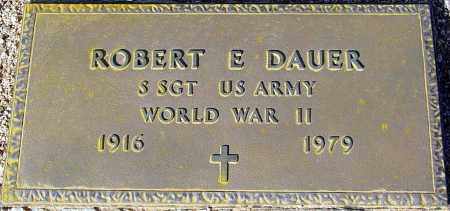 ROBERT E DAUER
S SGT US ARMY
WORLD WAR II
1916 1979